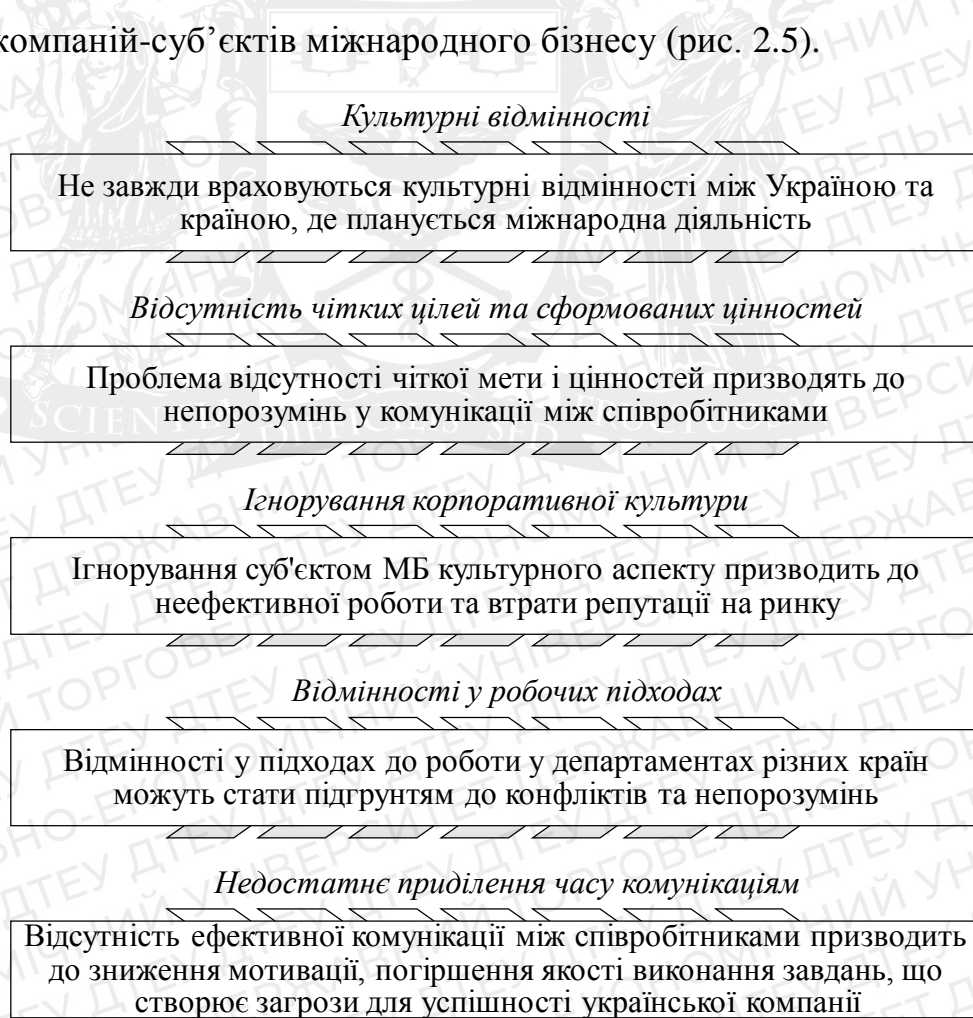 компаній-суб’єктів міжнародного бізнесу (рис. 2.5).
Культурні відмінності
Не завжди враховуються культурні відмінності між Україною та
країною, де планується міжнародна діяльність
Відсутність чітких цілей та сформованих цінностей
Проблема відсутності чіткої мети і цінностей призводять до
непорозумінь у комунікації між співробітниками
Ігнорування корпоративної культури
Ігнорування суб'єктом МБ культурного аспекту призводить до
неефективної роботи та втрати репутації на ринку
Відмінності у робочих підходах
Відмінності у підходах до роботи у департаментах різних країн
можуть стати підгрунтям до конфліктів та непорозумінь
Недостатнє приділення часу комунікаціям
Відсутність ефективної комунікації між співробітниками призводить
до зниження мотивації, погіршення якості виконання завдань, що
створює загрози для успішності української компанії